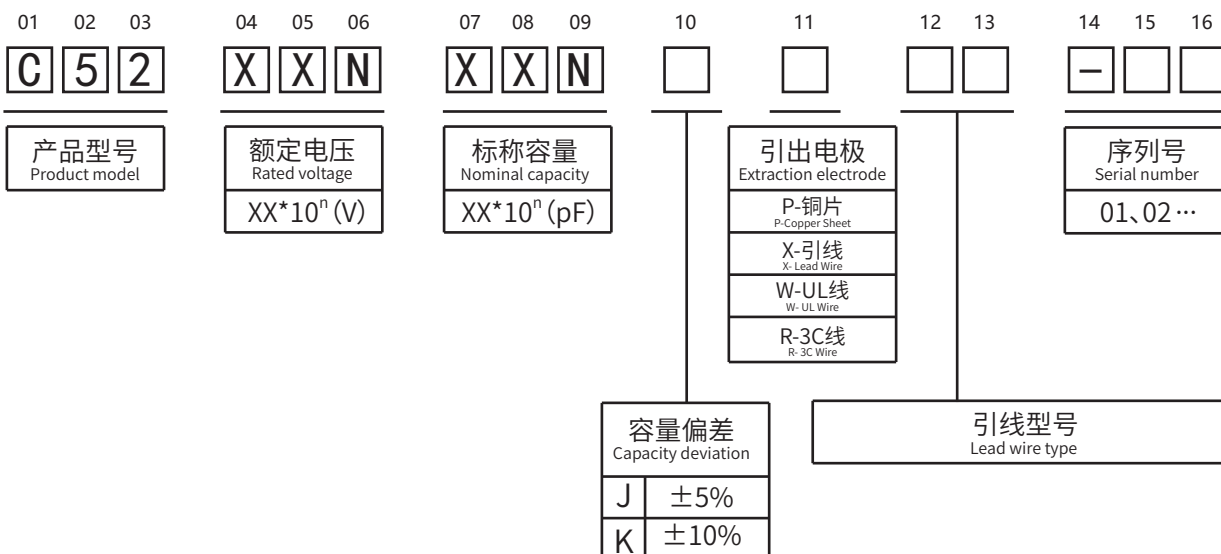 01 02 03 04 05 06 07 08 09 10 11 12 13 14 15 16
C 5 2 X X N X X N －
产品型号
Product model
额定电压
Rated voltage
XX*10ⁿ(V)
标称容量
Nominal capacity
XX*10ⁿ(pF)
引出电极
Extraction electrode
P-铜片
P-Copper Sheet
X-引线
X- Lead Wire
W-UL线
W- UL Wire
R-3C线
R- 3C Wire
序列号
Serial number
01、02…
容量偏差
Capacity deviation
J ±5%
K ±10%
引线型号
Lead wire type